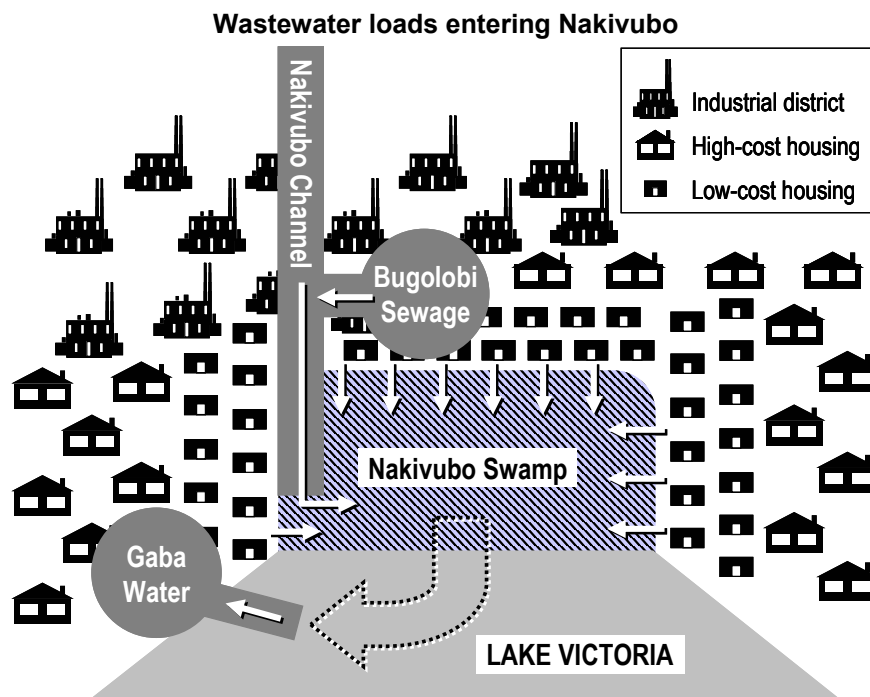 Wastewater loads entering Nakivubo
Nakivubo Channel
Industrial district
High-cost housing
Low-cost housing
Bugolobi
Sewage
Nakivubo Swamp
Gaba
Water
LAKE VICTORIA